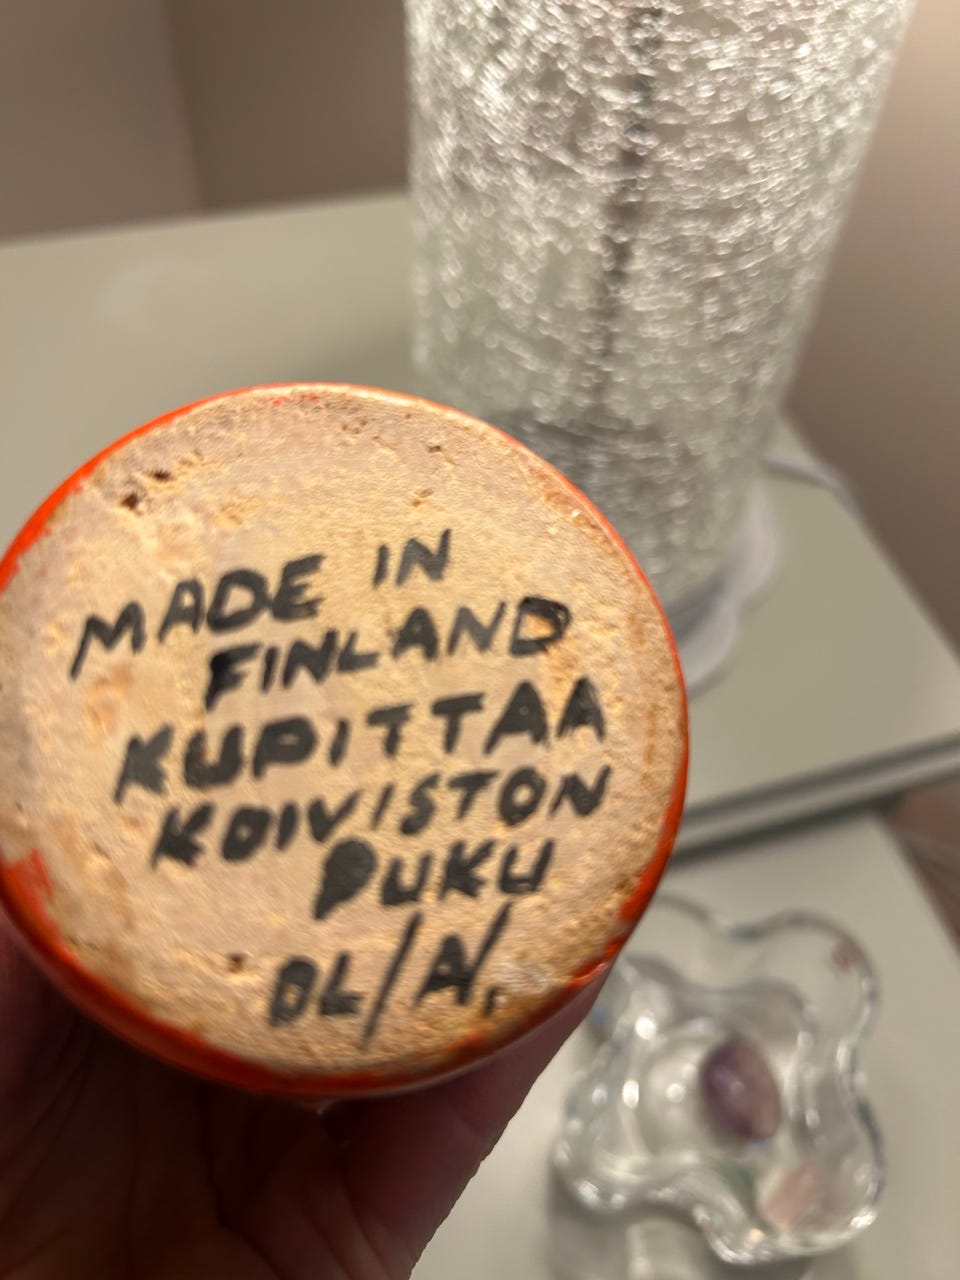 MADE IN
FINLAND
KUPITTAA
KOIVISTON
PUKU
OL/A/.